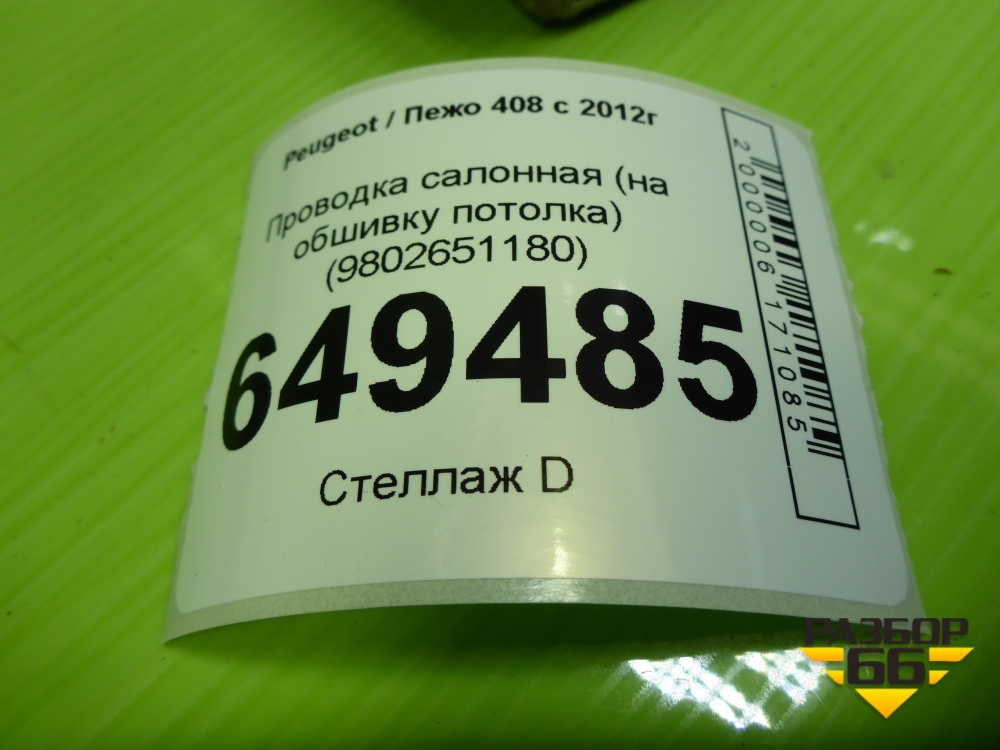 Peugeot / Пежо 408 с 2012г
Проводка салонная (на
обшивку потолка)
(9802651180)
649485
Стеллаж D
2000006171085
РАЗБОР
66